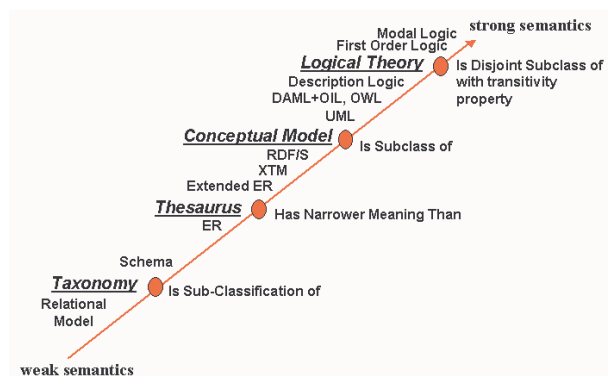 Modal Logic
strong semantics
First Order Logic
Logical Theory
Is Disjoint Subclass of
with transitivity
property
Description Logic
DAML+OIL, OWL
UML
Conceptual Model
Is Subclass of
RDF/S
XTM
Extended ER
Thesaurus
Has Narrower Meaning Than
ER
Schema
Taxonomy
Is Sub-Classification of
Relational
Model
weak semantics